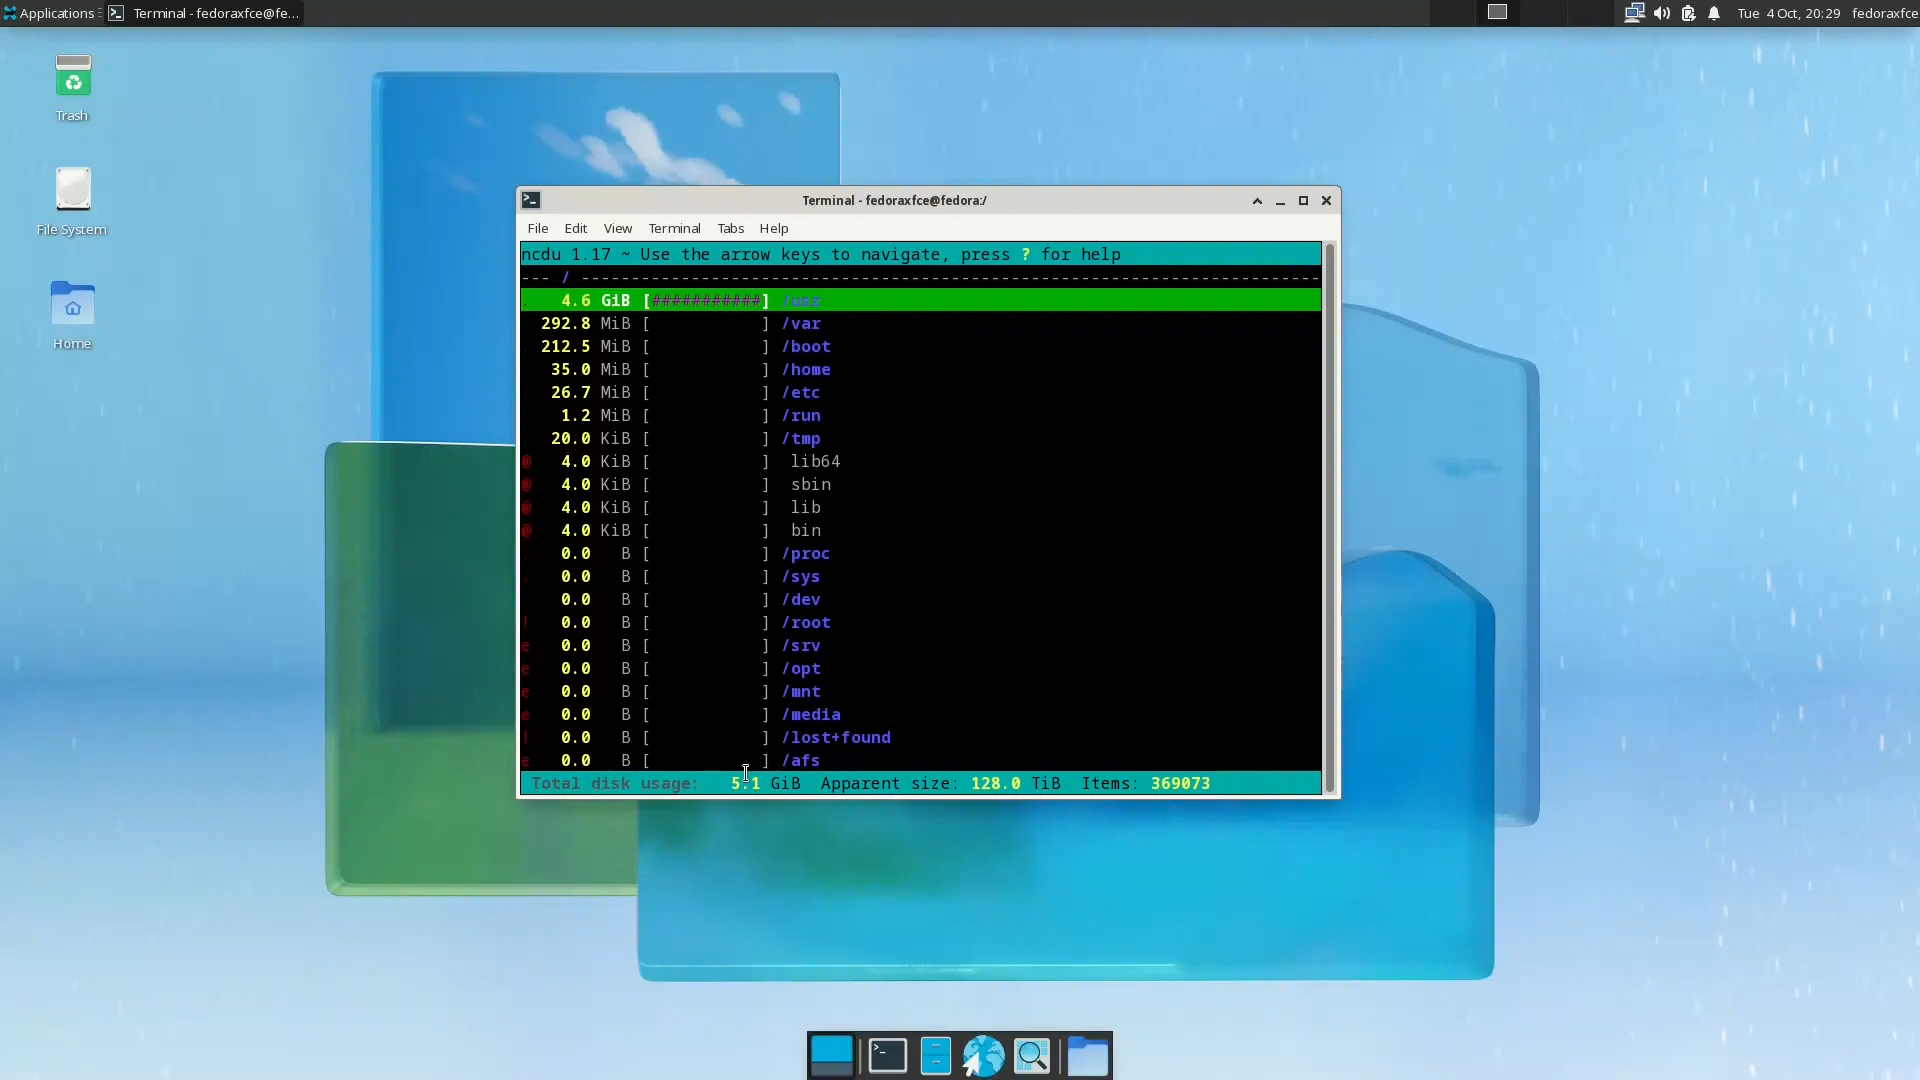 Applications
Terminal - fedoraxfce@fe...
Tue 4 Oct, 20:29
fedoraxfce
Trash
File System
Home
Terminal - fedoraxfce@fedora:/
File Edit View Terminal Tabs Help
ncdu 1.17 ~ Use the arrow keys to navigate, press ? for help
--- / --------------------------------------------------------------------------
. 4.6 GiB [###########] /usr
292.8 MiB [ ] /var
212.5 MiB [ ] /boot
35.0 MiB [ ] /home
. 26.7 MiB [ ] /etc
1.2 MiB [ ] /run
20.0 KiB [ ] /tmp
@ 4.0 KiB [ ] lib64
@ 4.0 KiB [ ] sbin
@ 4.0 KiB [ ] lib
@ 4.0 KiB [ ] bin
. 0.0 B [ ] /proc
. 0.0 B [ ] /sys
0.0 B [ ] /dev
! 0.0 B [ ] /root
e 0.0 B [ ] /srv
e 0.0 B [ ] /opt
e 0.0 B [ ] /mnt
e 0.0 B [ ] /media
! 0.0 B [ ] /lost+found
e 0.0 B [ ] /afs
Total disk usage: 5.1 GiB Apparent size: 128.0 TiB Items: 369073